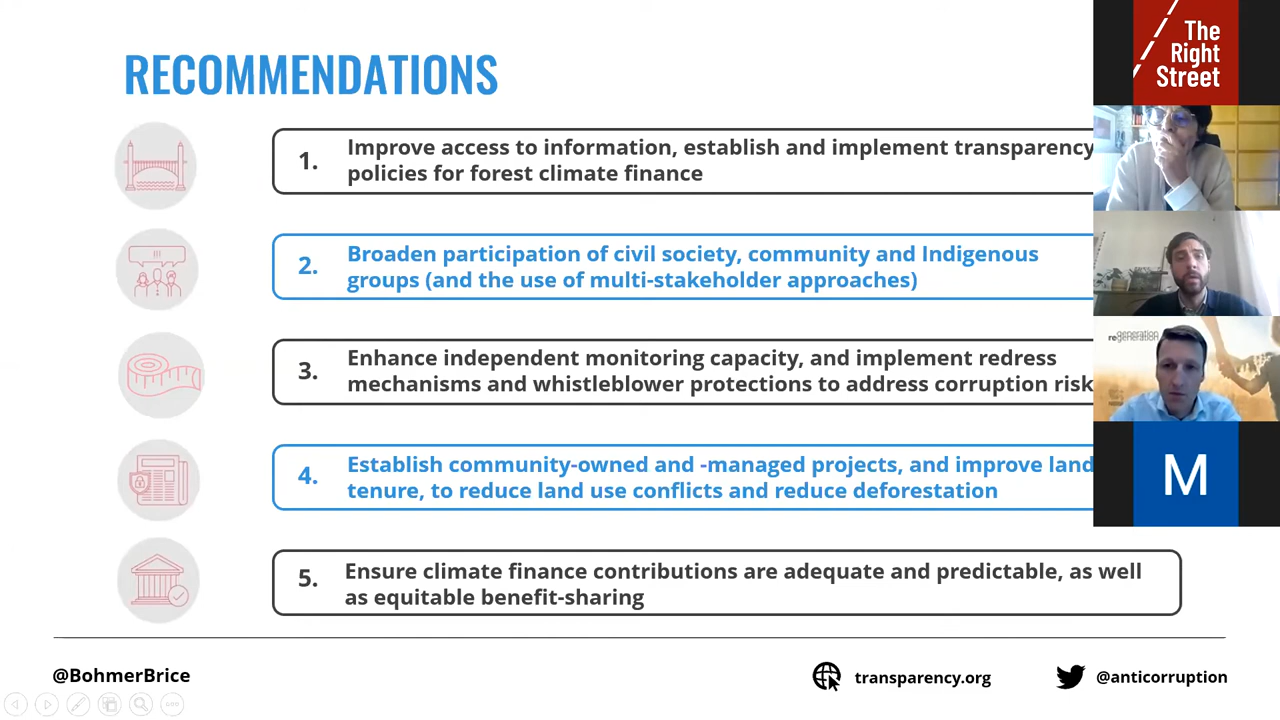 RECOMMENDATIONS
1.
Improve access to information, establish and implement transparency
policies for forest climate finance
2.
Broaden participation of civil society, community and Indigenous
groups (and the use of multi-stakeholder approaches)
3.
Enhance independent monitoring capacity, and implement redress
mechanisms and whistleblower protections to address corruption risk
4.
Establish community-owned and -managed projects, and improve land
tenure, to reduce land use conflicts and reduce deforestation
5.
Ensure climate finance contributions are adequate and predictable, as well
as equitable benefit-sharing
@BohmerBrice
transparency.org
@anticorruption
The
Right
Street
generation
regeneration
M